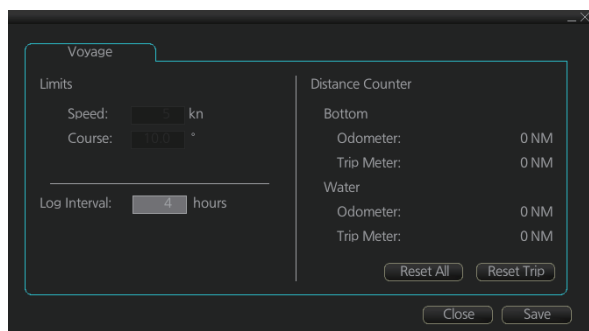 Voyage
Limits
Speed: 5 kn
Course: 10.0 °
Log Interval: 4 hours
Distance Counter
Bottom
Odometer: 0 NM
Trip Meter: 0 NM
Water
Odometer: 0 NM
Trip Meter: 0 NM
Reset All Reset Trip
Close Save